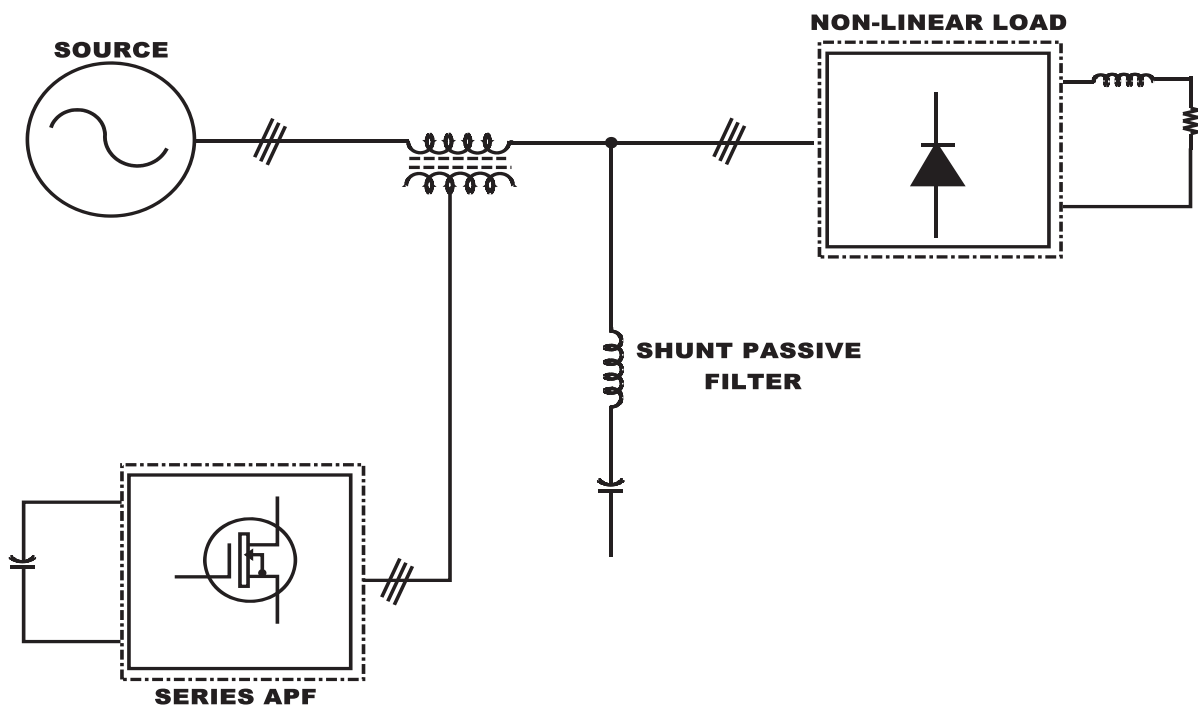 SOURCE
NON-LINEAR LOAD
SHUNT PASSIVE
FILTER
SERIES APF